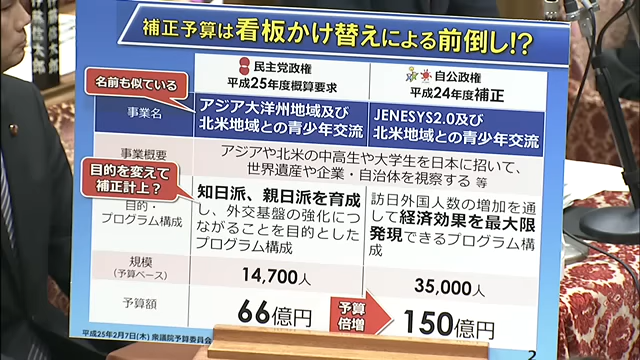 補正予算は看板かけ替えによる前倒し!?
民主党政権
平成25年度概算要求
自公政権
平成24年度補正
名前も似ている
事業名
アジア大洋州地域及び
北米地域との青少年交流
JENESYS2.0及び
北米地域との青少年交流
事業概要
アジアや北米の中高生や大学生を日本に招いて、
世界遺産や企業・自治体を視察する 等
目的を変えて
補正計上?
目的・
プログラム構成
知日派、親日派を育成
し、外交基盤の強化につ
ながることを目的とした
プログラム構成
訪日外国人数の増加を通
して経済効果を最大限
発現できるプログラム構
成
規模
(予算ベース)
14,700人
35,000人
予算額
66億円
予算
倍増
150億円
平成25年2月7日(木) 衆議院予算委員会
2